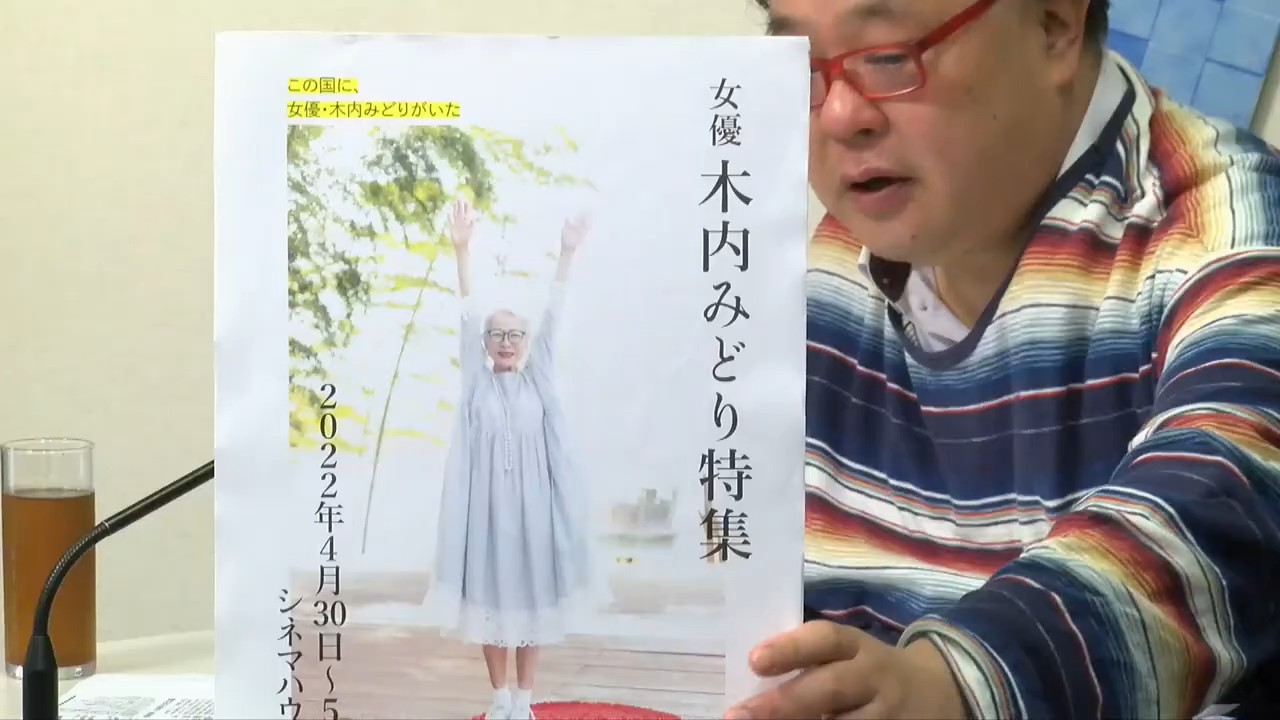 この国に、
女優・木内みどりがいた
女優 木内みどり特集
2022年4月30日～5
シネマハウ